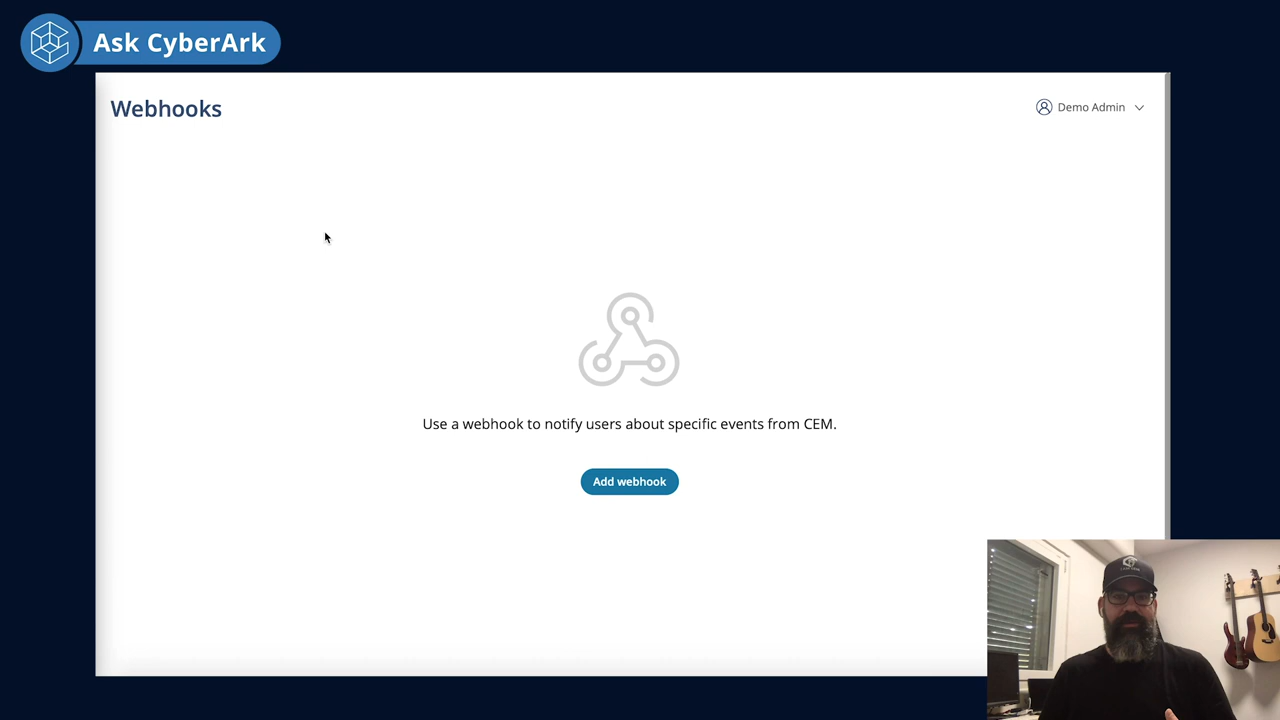 Ask CyberArk
Webhooks
Demo Admin
Use a webhook to notify users about specific events from CEM.
Add webhook